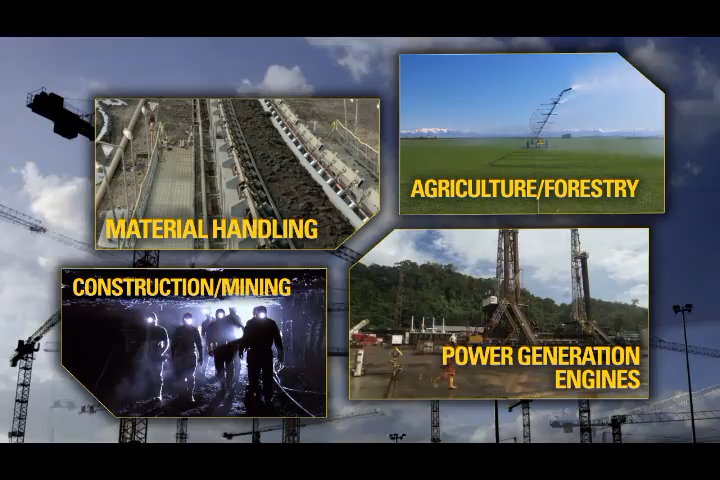 MATERIAL HANDLING
AGRICULTURE/FORESTRY
CONSTRUCTION/MINING
POWER GENERATION
ENGINES